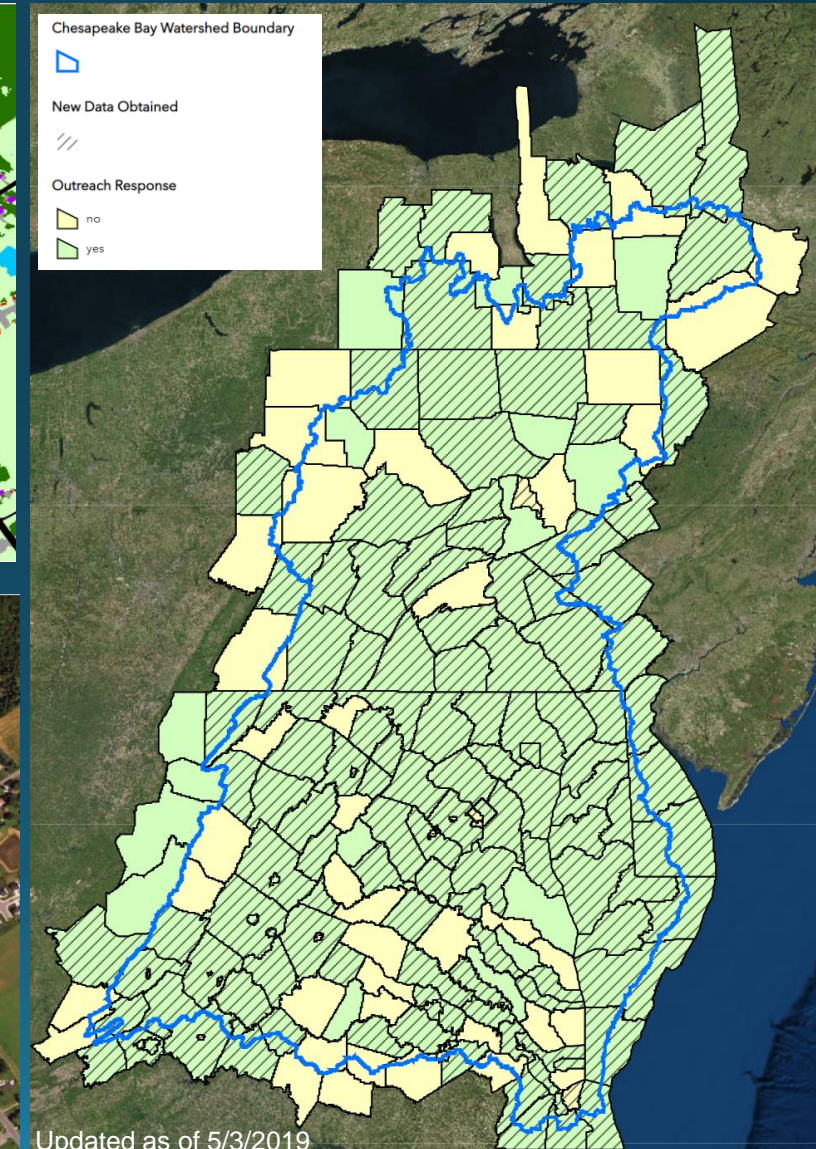 Chesapeake Bay Watershed Boundary
New Data Obtained
Outreach Response
no
yes
Updated as of 5/3/2019